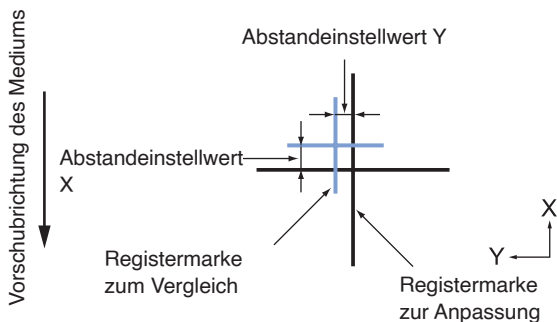 Abstandeinstellwert Y
Vorschubrichtung des Mediums
Abstandeinstellwert
X
Registermarke
zum Vergleich
Registermarke
zur Anpassung
X
Y